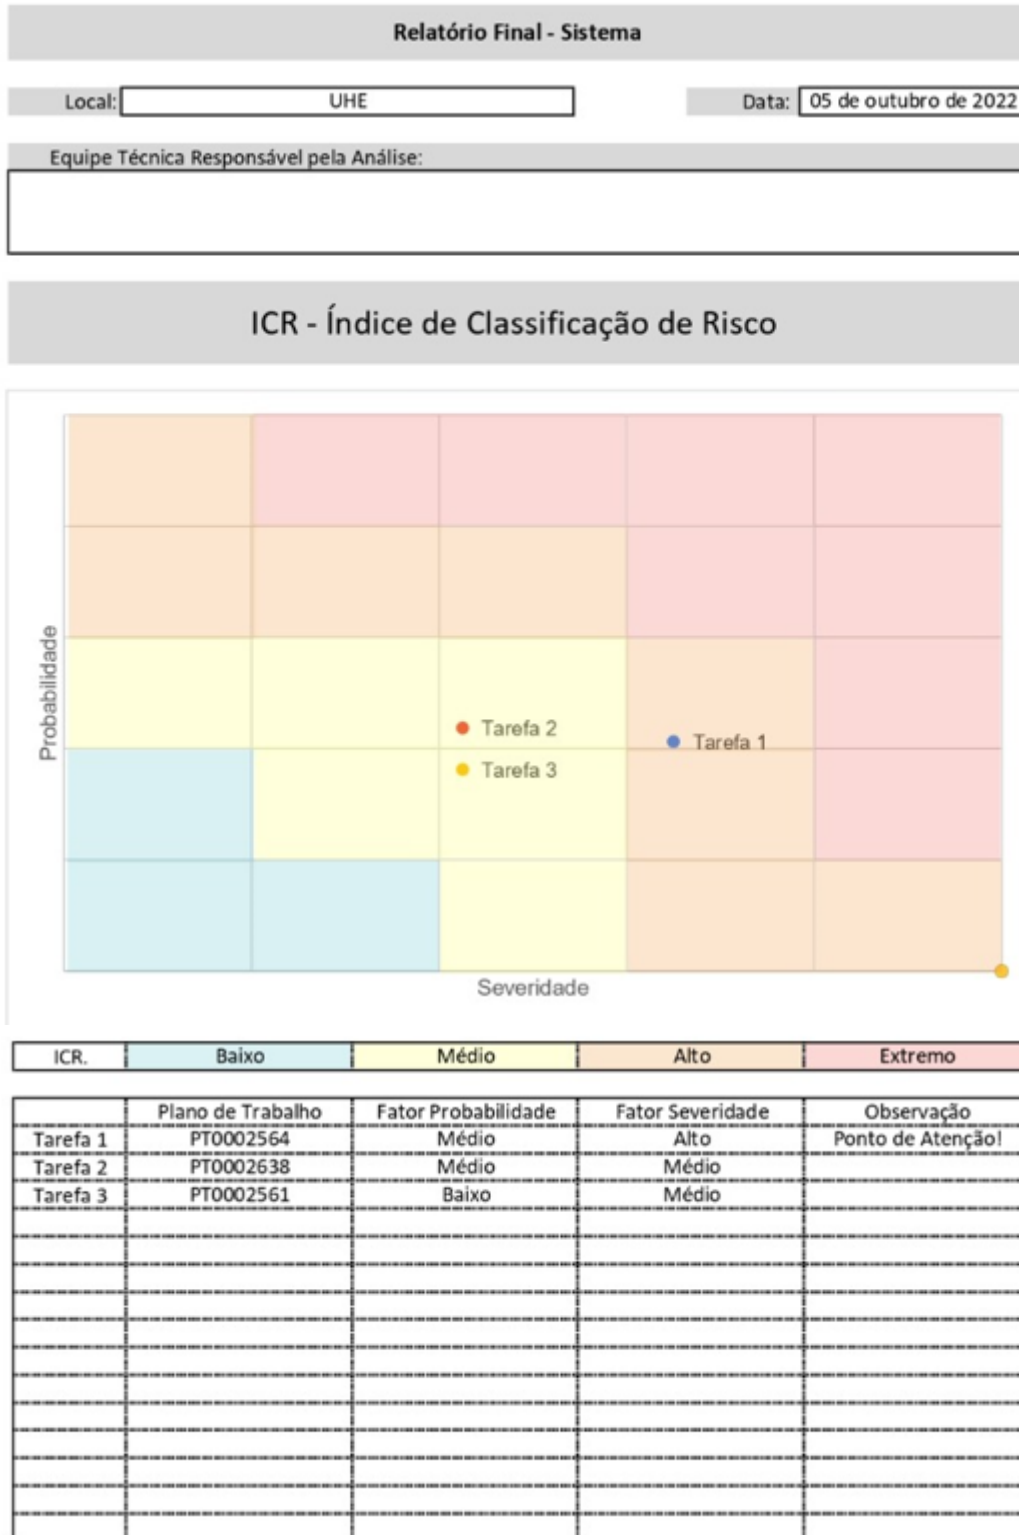 Relatório Final - Sistema
Local: UHE Data: 05 de outubro de 2022
Equipe Técnica Responsável pela Análise:
ICR - Índice de Classificação de Risco
Probabilidade
Tarefa 2
Tarefa 1
Tarefa 3
Severidade
ICR. Baixo Médio Alto Extremo
Plano de Trabalho Fator Probabilidade Fator Severidade Observação
Tarefa 1 PT0002564 Médio Alto Ponto de Atenção!
Tarefa 2 PT0002638 Médio Médio
Tarefa 3 PT0002561 Baixo Médio